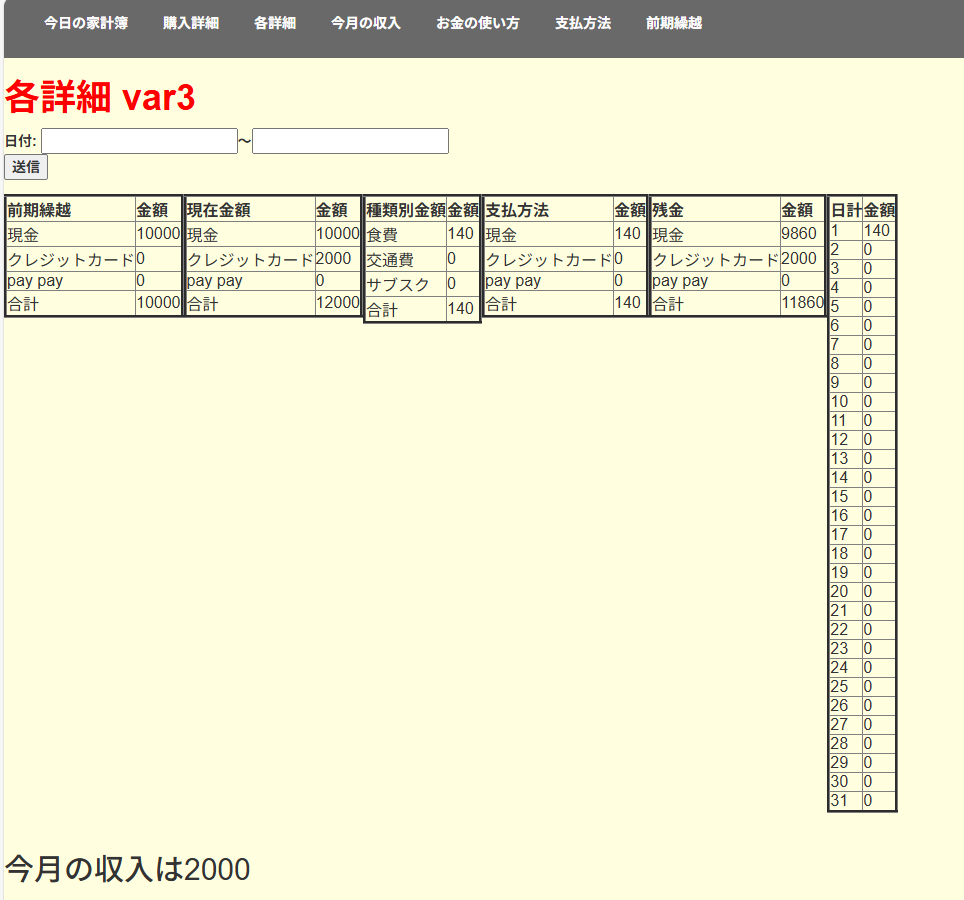 今日の家計簿 購入詳細 各詳細 今月の収入 お金の使い方 支払方法 前期繰越
各詳細 var3
日付: ～
送信
前期繰越 金額 現在金額 金額 種類別金額 金額 支払方法 金額 残金 金額 日計 金額
現金 10000 現金 10000 食費 140 現金 140 現金 9860 1 140
クレジットカード 0 クレジットカード 2000 交通費 0 クレジットカード 0 クレジットカード 2000 2 0
pay pay 0 pay pay 0 サブスク 0 pay pay 0 pay pay 0 3 0
合計 10000 合計 12000 合計 140 合計 140 合計 11860 4 0
5 0
6 0
7 0
8 0
9 0
10 0
11 0
12 0
13 0
14 0
15 0
16 0
17 0
18 0
19 0
20 0
21 0
22 0
23 0
24 0
25 0
26 0
27 0
28 0
29 0
30 0
31 0
今月の収入は2000